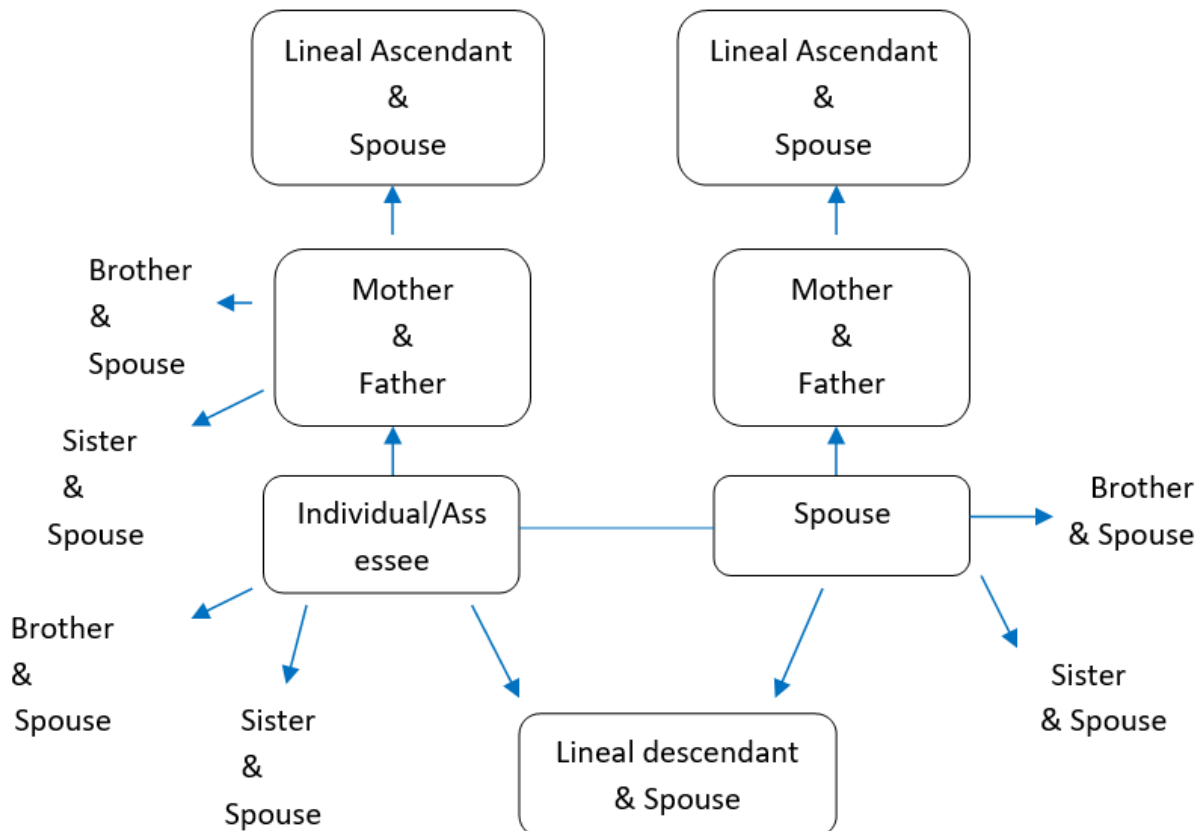 Lineal Ascendant
&
Spouse
Lineal Ascendant
&
Spouse
Brother
&
Spouse
Mother
&
Father
Mother
&
Father
Sister
&
Spouse
Individual/Ass
essee
Spouse
Brother
& Spouse
Brother
&
Spouse
Sister
&
Spouse
Lineal descendant
& Spouse
Sister
& Spouse